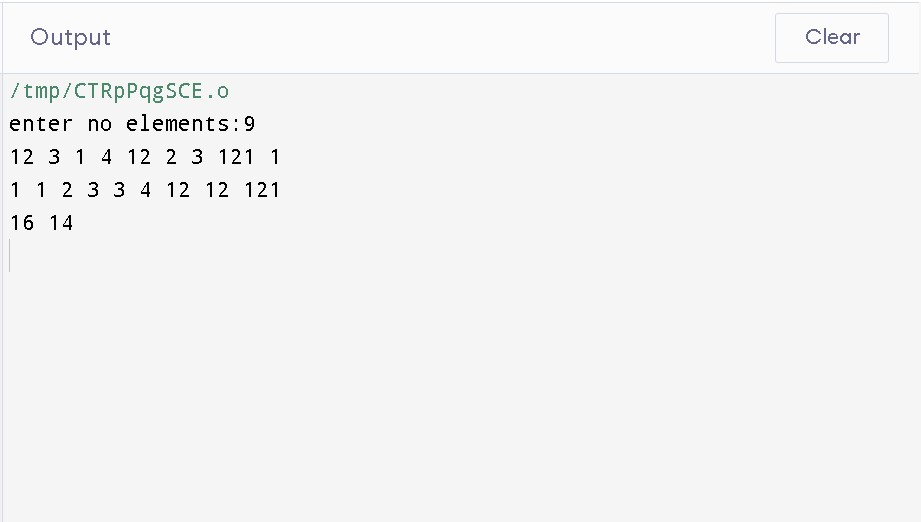 Output
Clear
/tmp/CTRpPqgSCE.o
enter no elements:9
12 3 1 4 12 2 3 121 1
1 1 2 3 3 4 12 12 121
16 14